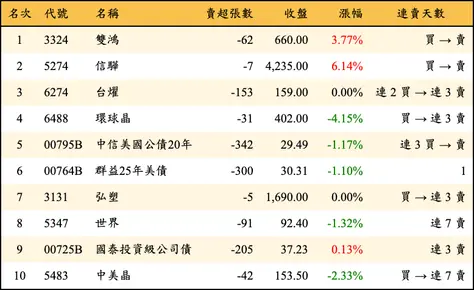 名次 代號 名稱 賣超張數 收盤 漲幅 連賣天數
1 3324 雙鴻 -62 660.00 3.77% 買 → 賣
2 5274 信驊 -7 4,235.00 6.14% 買 → 賣
3 6274 台燿 -153 159.00 0.00% 連 2 買 → 連 3 賣
4 6488 環球晶 -31 402.00 -4.15% 買 → 連 3 賣
5 00795B 中信美國公債20年 -342 29.49 -1.17% 連 3 買 → 賣
6 00764B 群益25年美債 -300 30.31 -1.10% 1
7 3131 弘塑 -5 1,690.00 0.00% 買 → 連 3 賣
8 5347 世界 -91 92.40 -1.32% 連 7 賣
9 00725B 國泰投資級公司債 -205 37.23 0.13% 連 3 賣
10 5483 中美晶 -42 153.50 -2.33% 買 → 連 7 賣